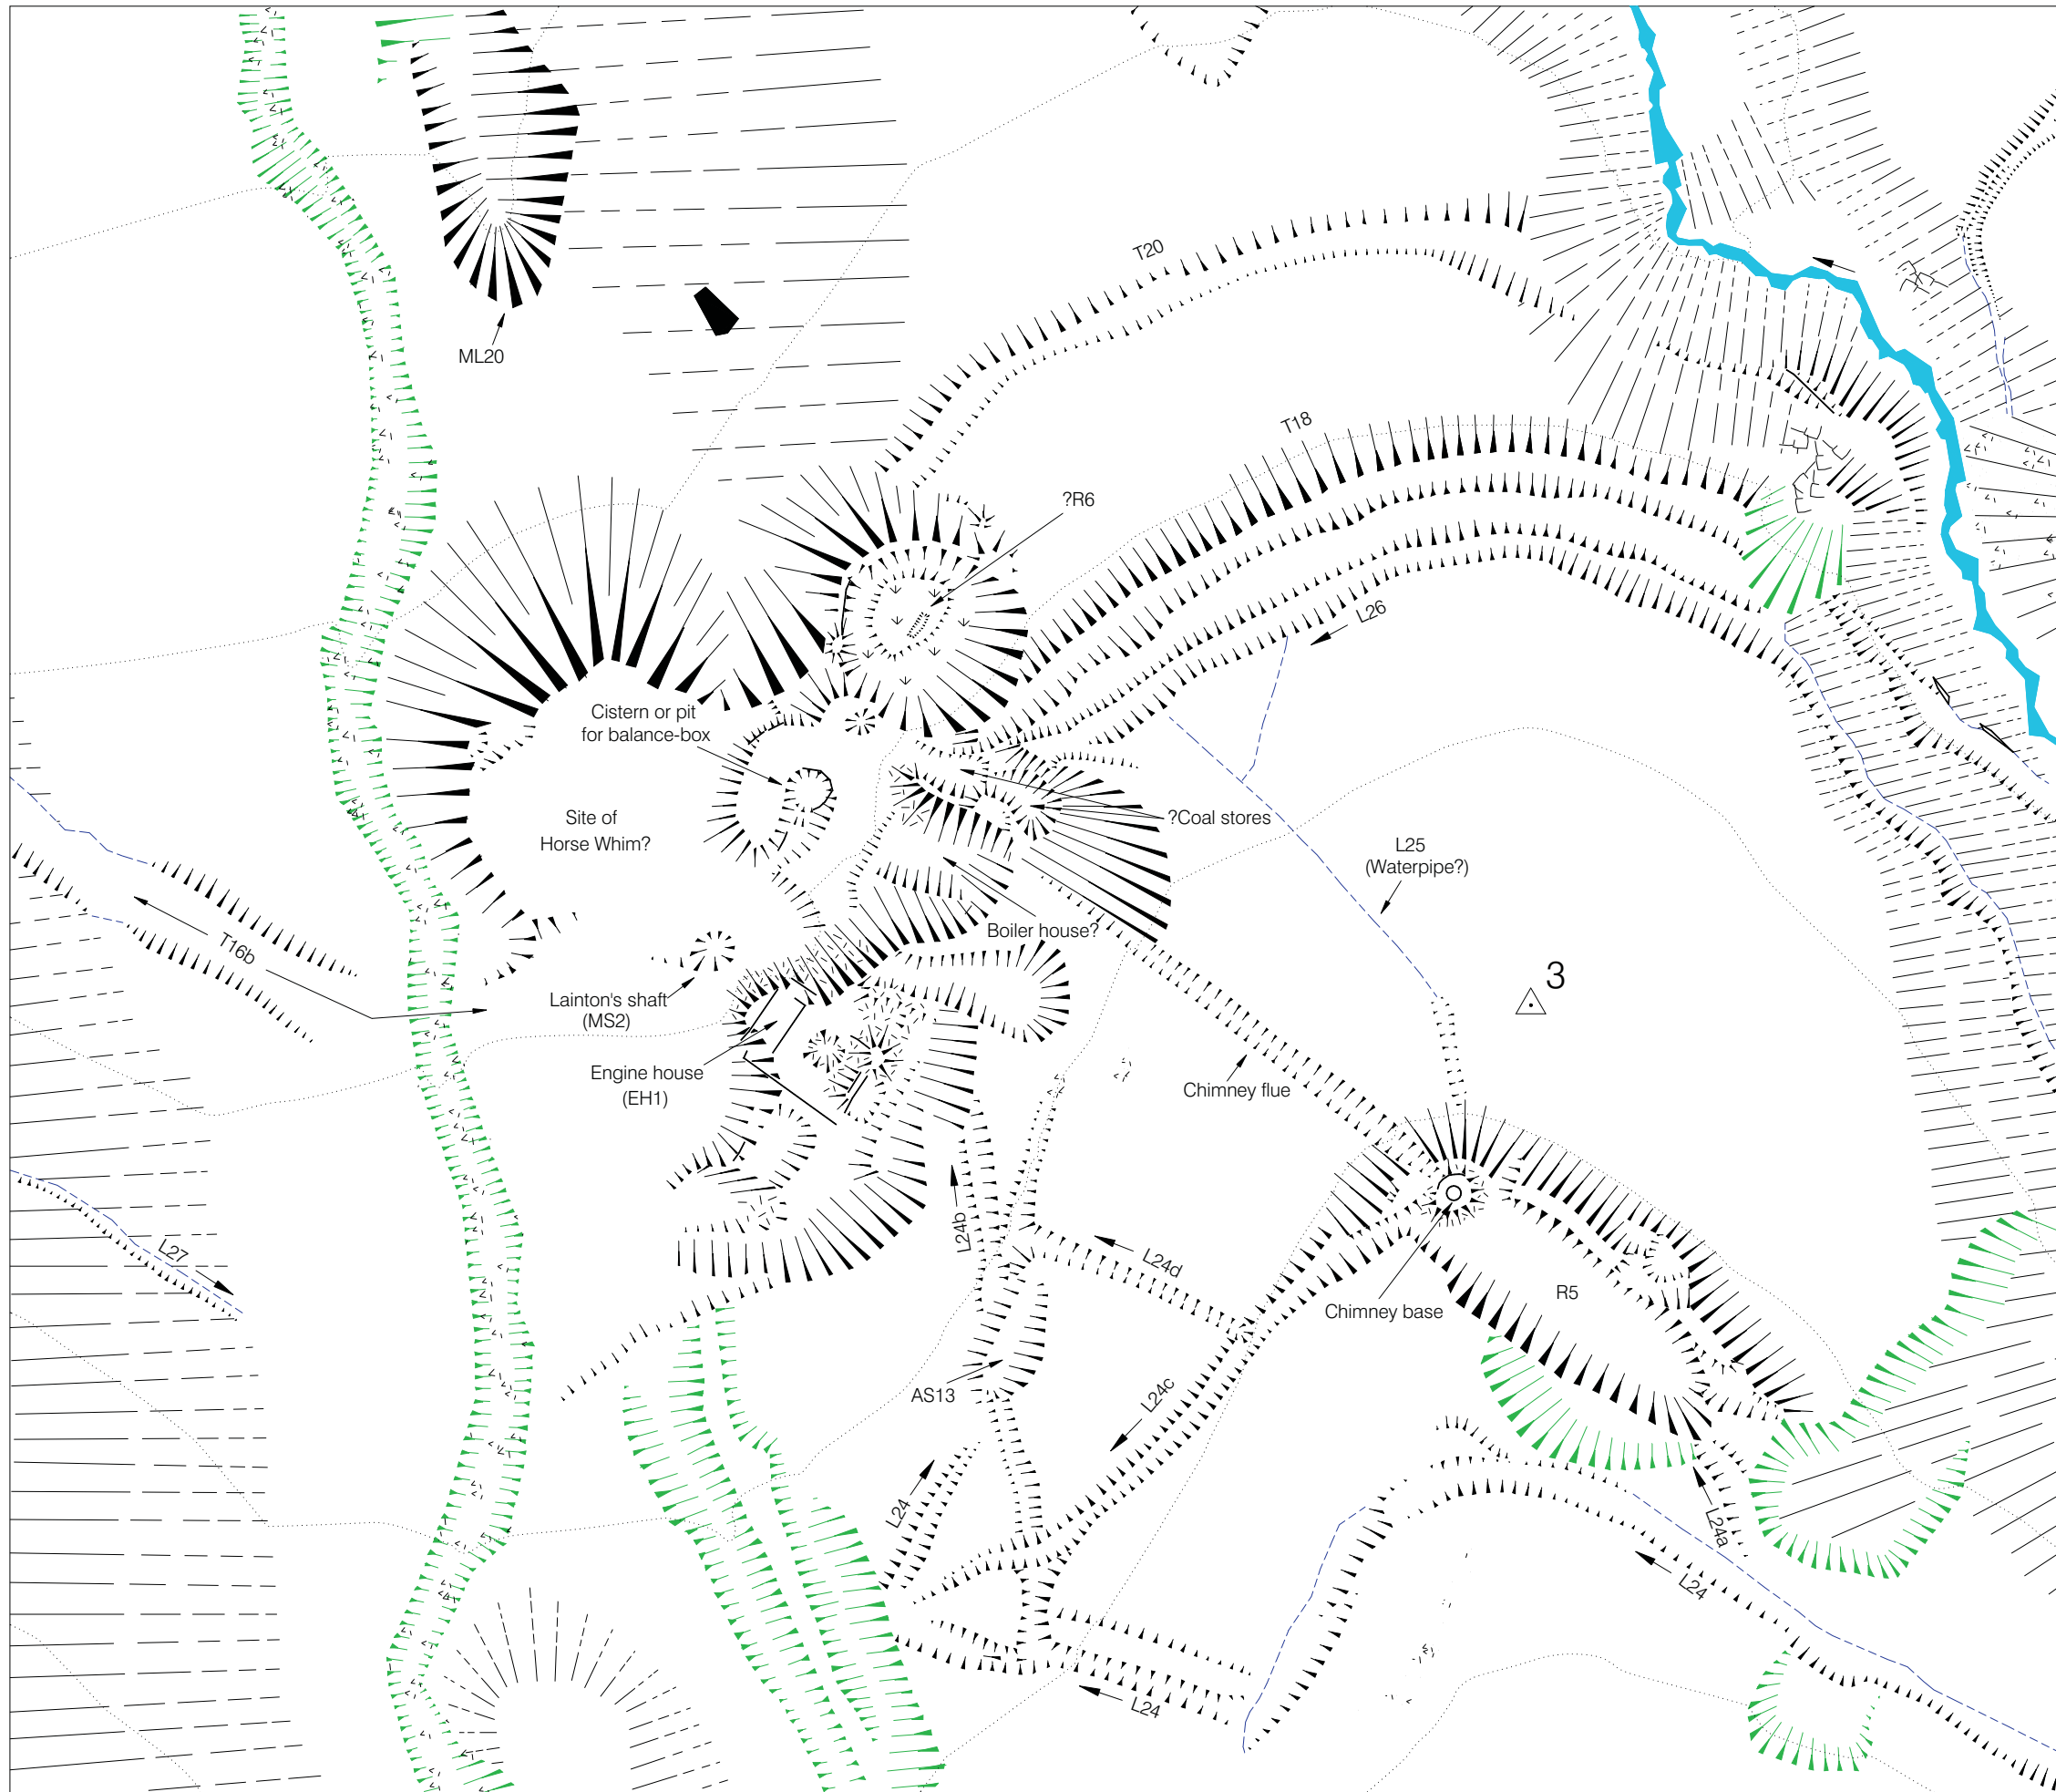 T20
ML20
T18
?R6
L26
Cistern or pit
for balance-box
Site of
Horse Whim?
?Coal stores
L25
(Waterpipe?)
Boiler house?
T16b
3
Lainton's shaft
(MS2)
Engine house
(EH1)
Chimney flue
L24b
L24d
L27
R5
Chimney base
AS13
L24c
L24
L24a
L24
L24